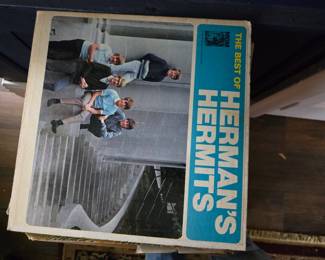 THE BEST OF
HERMAN'S
HERMITS